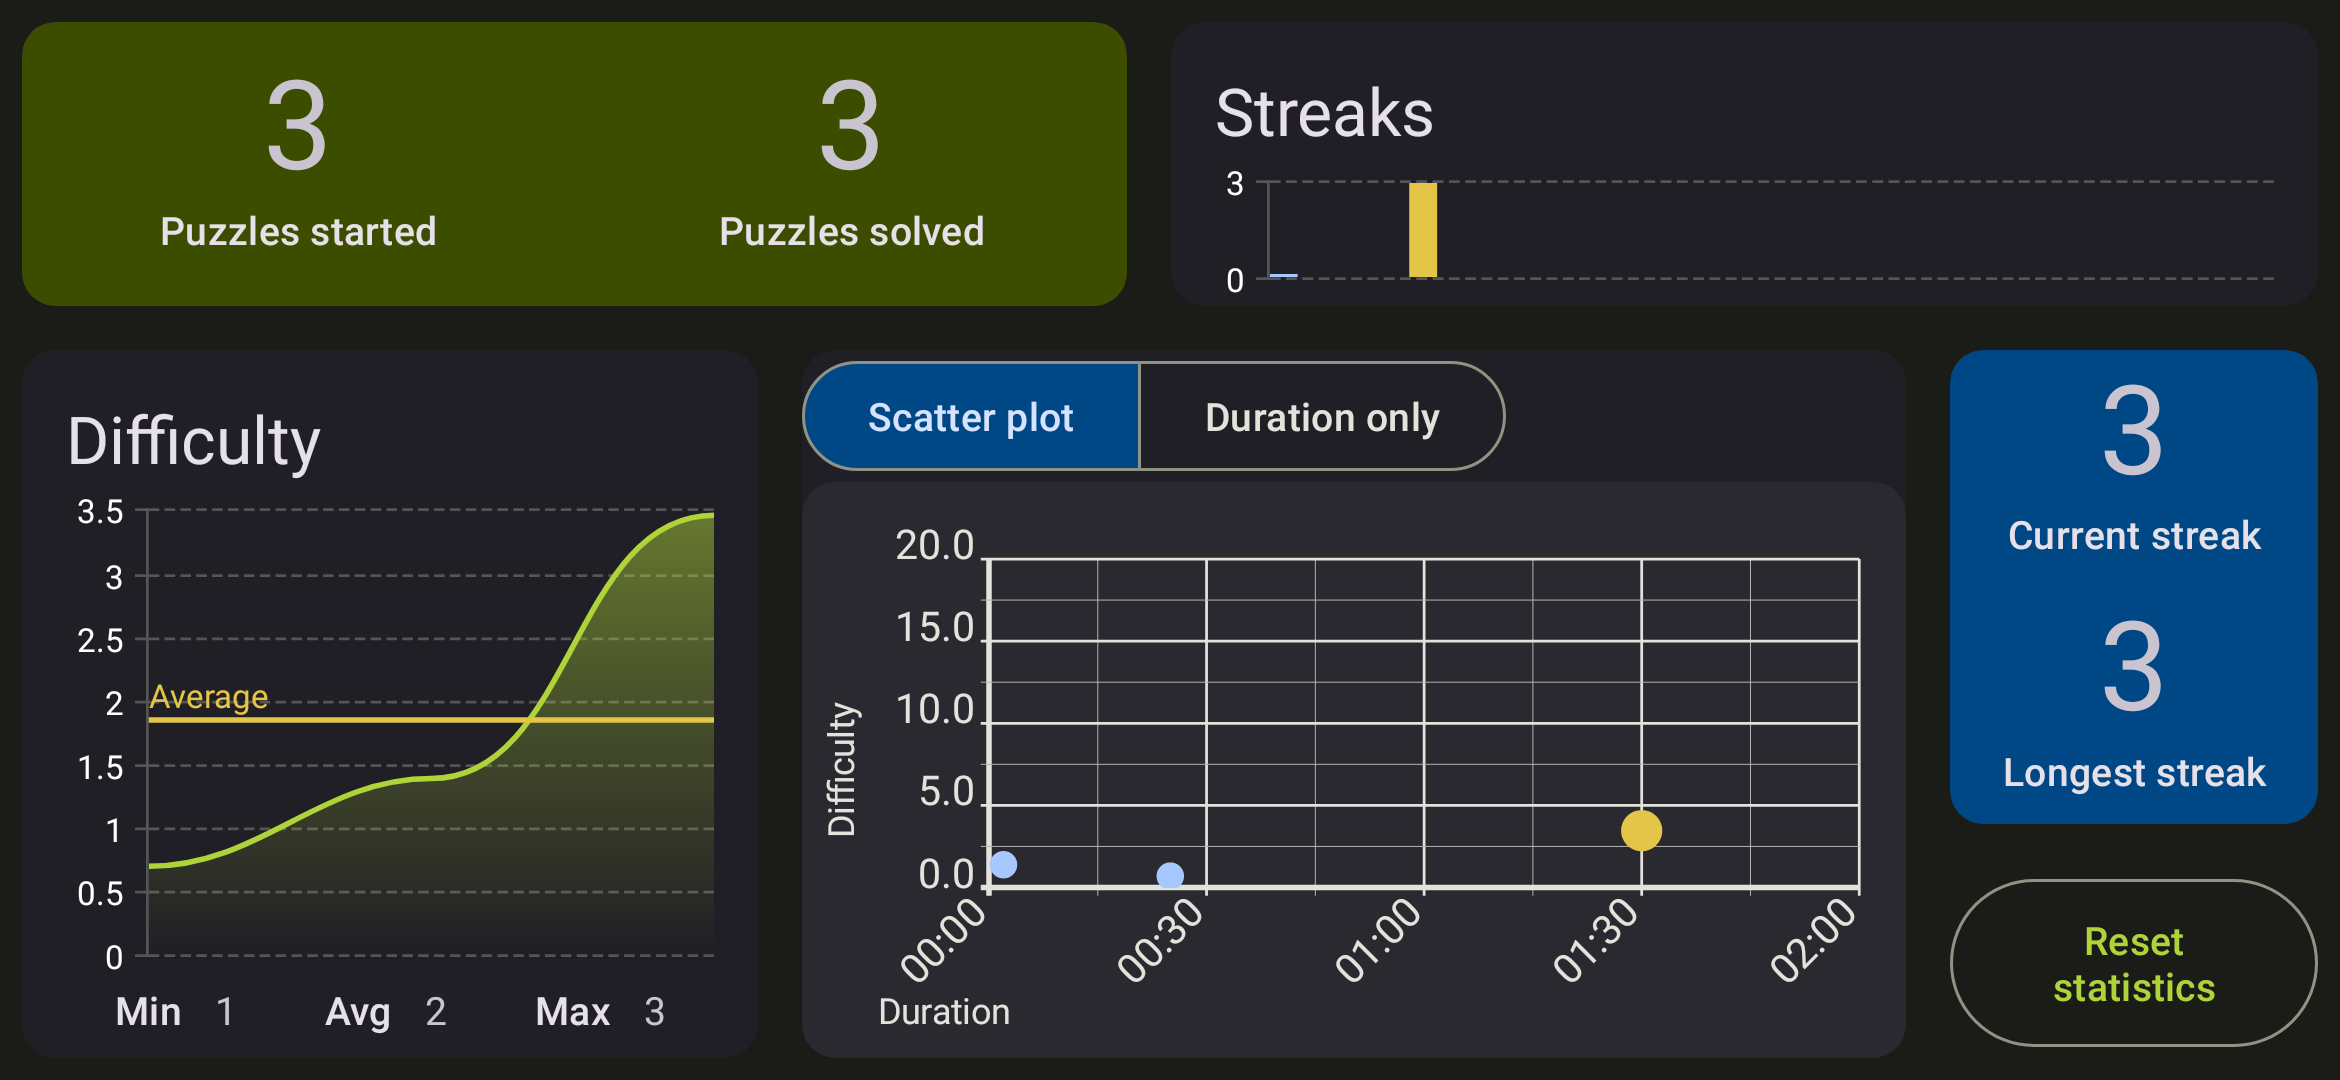 3
Puzzles started
3
Puzzles solved
Streaks
3
0
Difficulty
3.5
3
2.5
2
Average
1.5
1
0.5
0
Min 1 Avg 2 Max 3
Scatter plot
Duration only
20.0
15.0
10.0
5.0
0.0
Difficulty
00:00 00:30 01:00 01:30 02:00
Duration
3
Current streak
3
Longest streak
Reset
statistics